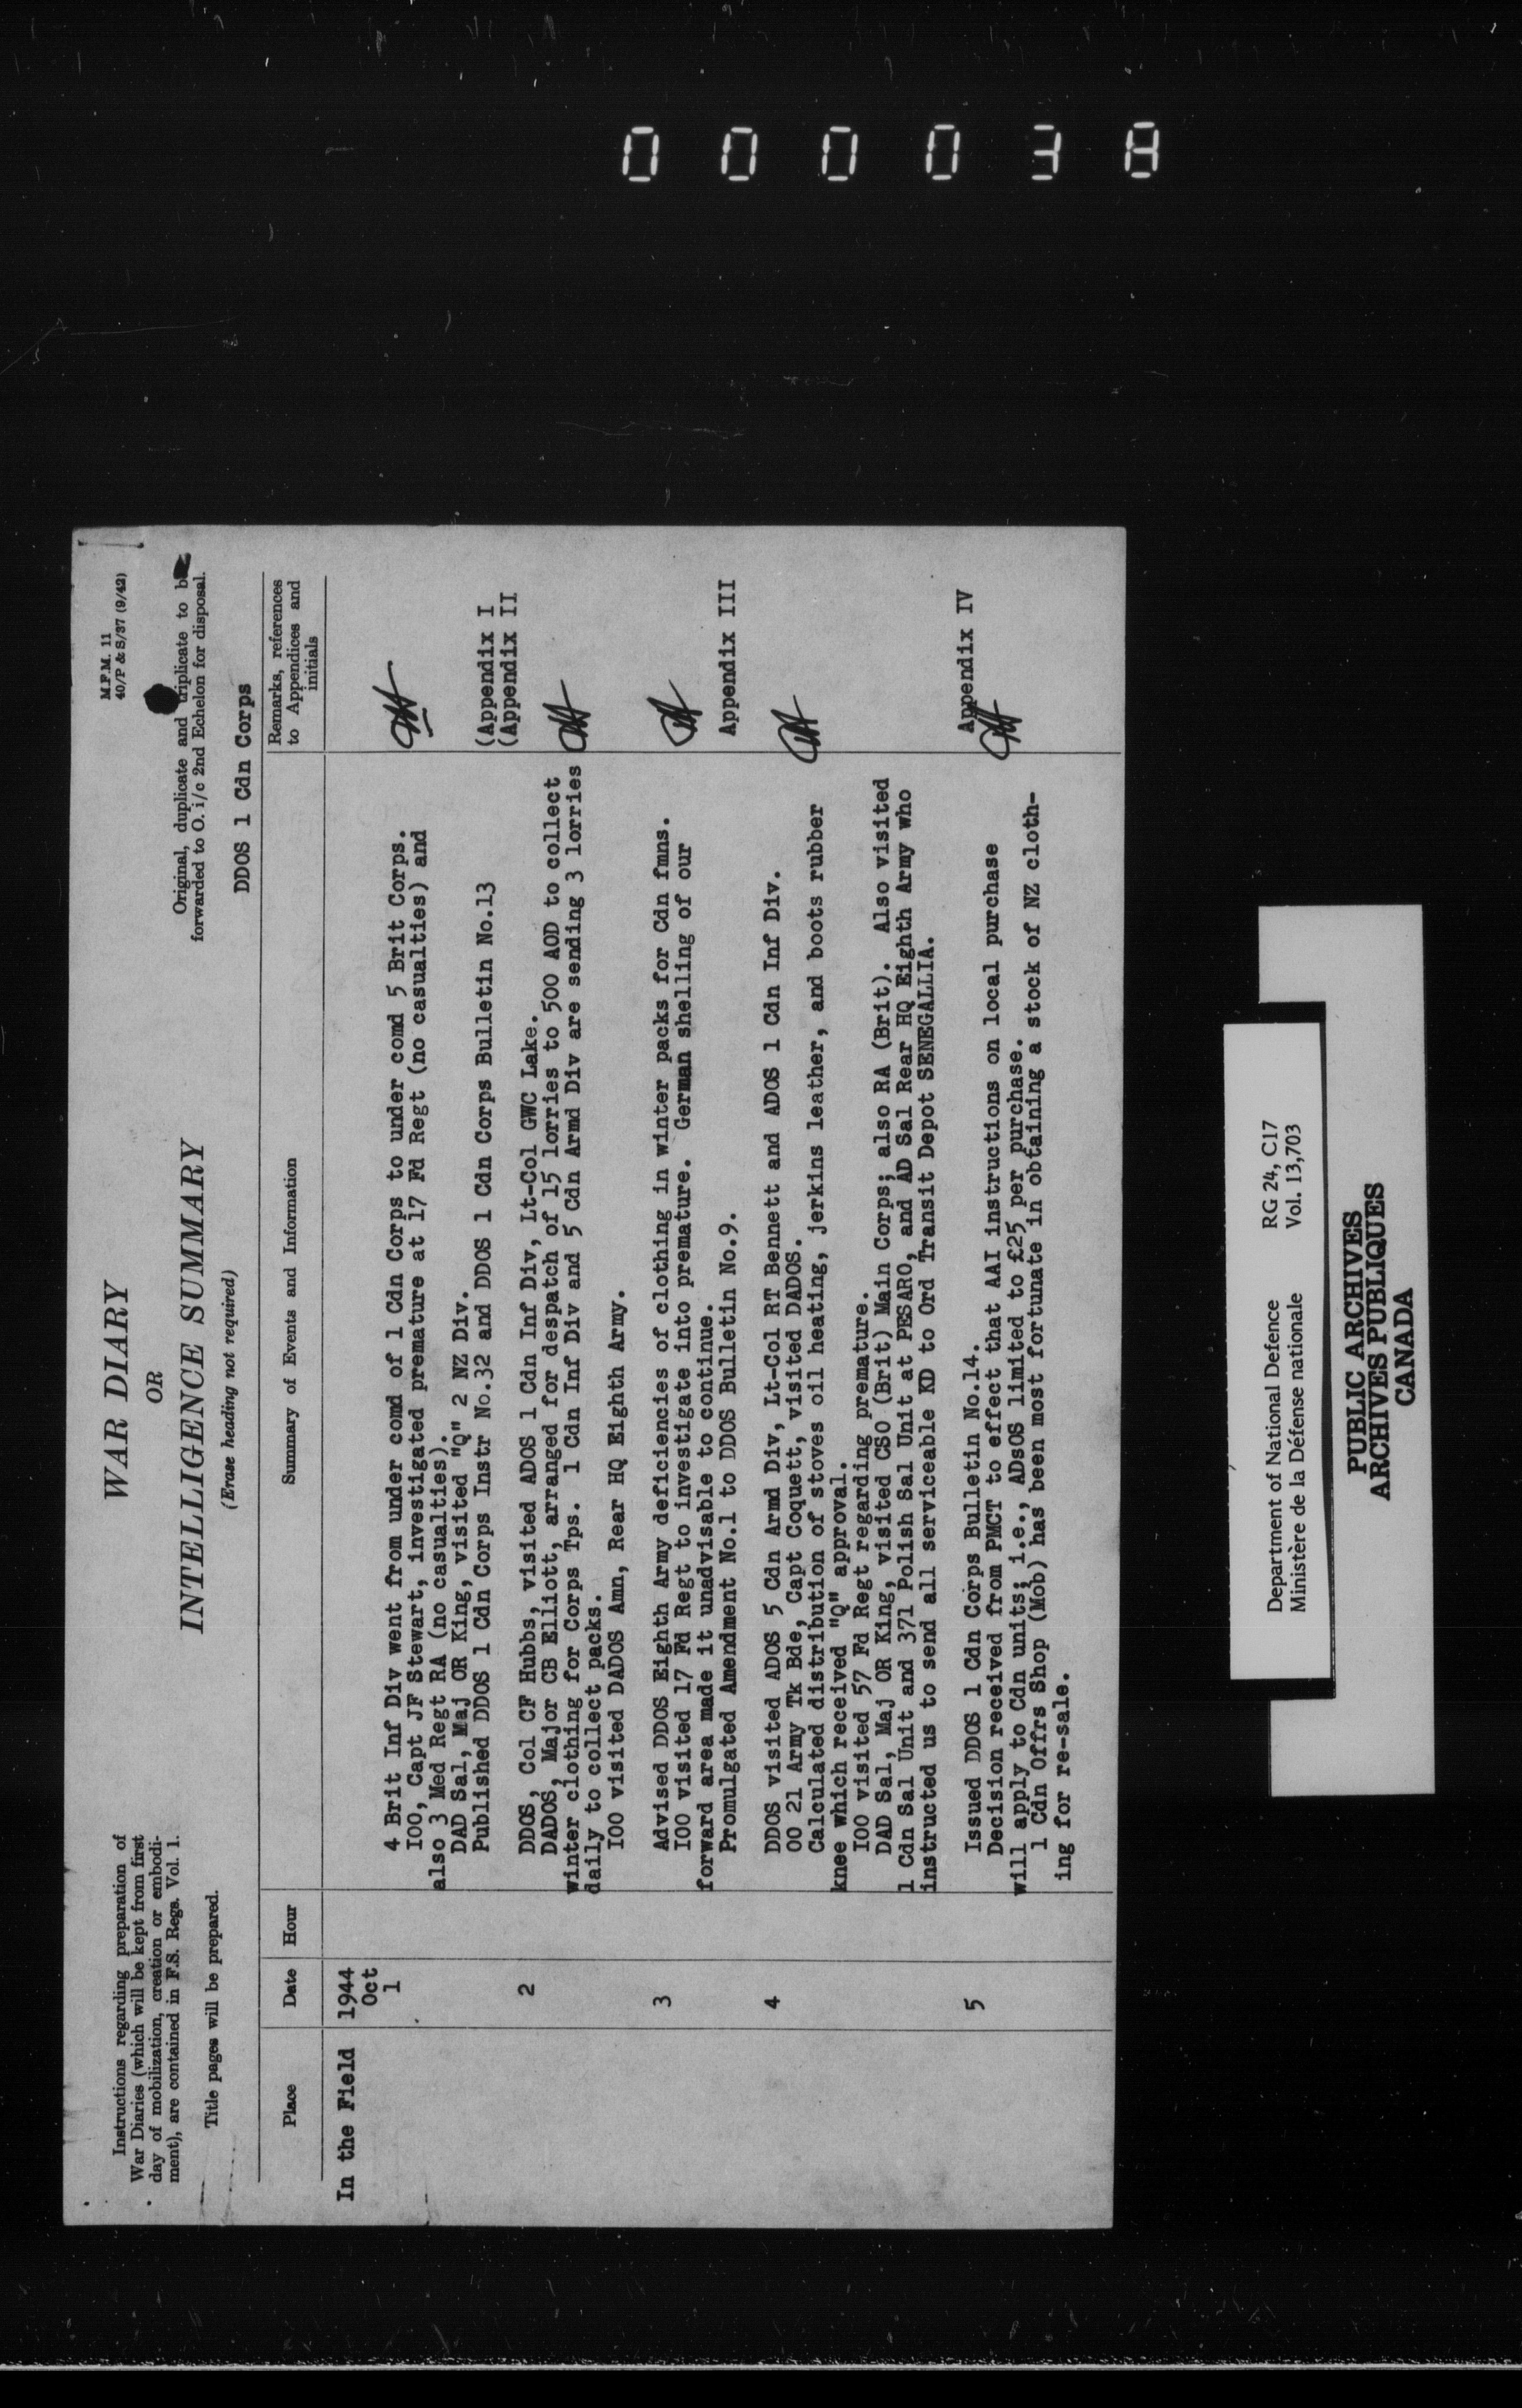 000038
Instructions regarding preparation of
War Diaries (which will be kept from first
day of mobilization, creation or embodi-
ment), are contained in F.S. Regs. Vol. 1.
Title pages will be prepared.
WAR DIARY
OR
INTELLIGENCE SUMMARY
(Erase heading not required)
M.F.M. 11
40/P & S/37 (9/42)
Original, duplicate and triplicate to be
forwarded to O. i/c 2nd Echelon for disposal.
DDOS 1 Cdn Corps
Place Date Hour Summary of Events and Information Remarks, references
to Appendices and
initials
In the Field 1944
Oct
1 4 Brit Inf Div went from under comd of 1 Cdn Corps to under comd 5 Brit Corps.
IOO, Capt JF Stewart, investigated premature at 17 Fd Regt (no casualties) and
also 3 Med Regt RA (no casualties).
DAD Sal, Maj OR King, visited "Q" 2 NZ Div.
Published DDOS 1 Cdn Corps Instr No.32 and DDOS 1 Cdn Corps Bulletin No.13 (Appendix I
(Appendix II
2 DDOS, Col CF Hubbs, visited ADOS 1 Cdn Inf Div, Lt-Col GWC Lake.
DADOS, Major CB Elliott, arranged for despatch of 15 lorries to 500 AOD to collect
winter clothing for Corps Tps. 1 Cdn Inf Div and 5 Cdn Armd Div are sending 3 lorries
daily to collect packs.
IOO visited DADOS Amn, Rear HQ Eighth Army.
3 Advised DDOS Eighth Army deficiencies of clothing in winter packs for Cdn fmns.
IOO visited 17 Fd Regt to investigate into premature. German shelling of our
forward area made it unadvisable to continue.
Promulgated Amendment No.1 to DDOS Bulletin No.9. Appendix III
4 DDOS visited ADOS 5 Cdn Armd Div, Lt-Col RT Bennett and ADOS 1 Cdn Inf Div.
OO 21 Army Tk Bde, Capt Coquett, visited DADOS.
Calculated distribution of stoves oil heating, jerkins leather, and boots rubber
knee which received "Q" approval.
IOO visited 57 Fd Regt regarding premature.
DAD Sal, Maj OR King, visited CSO (Brit) Main Corps; also RA (Brit). Also visited
1 Cdn Sal Unit and 371 Polish Sal Unit at PESARO, and AD Sal Rear HQ Eighth Army who
instructed us to send all serviceable KD to Ord Transit Depot SENEGALLIA.
5 Issued DDOS 1 Cdn Corps Bulletin No.14. Appendix IV
Decision received from PMCT to effect that AAI instructions on local purchase
will apply to Cdn units; i.e., ADsOS limited to £25 per purchase.
1 Cdn Offrs Shop (Mob) has been most fortunate in obtaining a stock of NZ cloth-
ing for re-sale.
Department of National Defence RG 24, C17
Ministère de la Défense nationale Vol. 13,703
PUBLIC ARCHIVES
ARCHIVES PUBLIQUES
CANADA